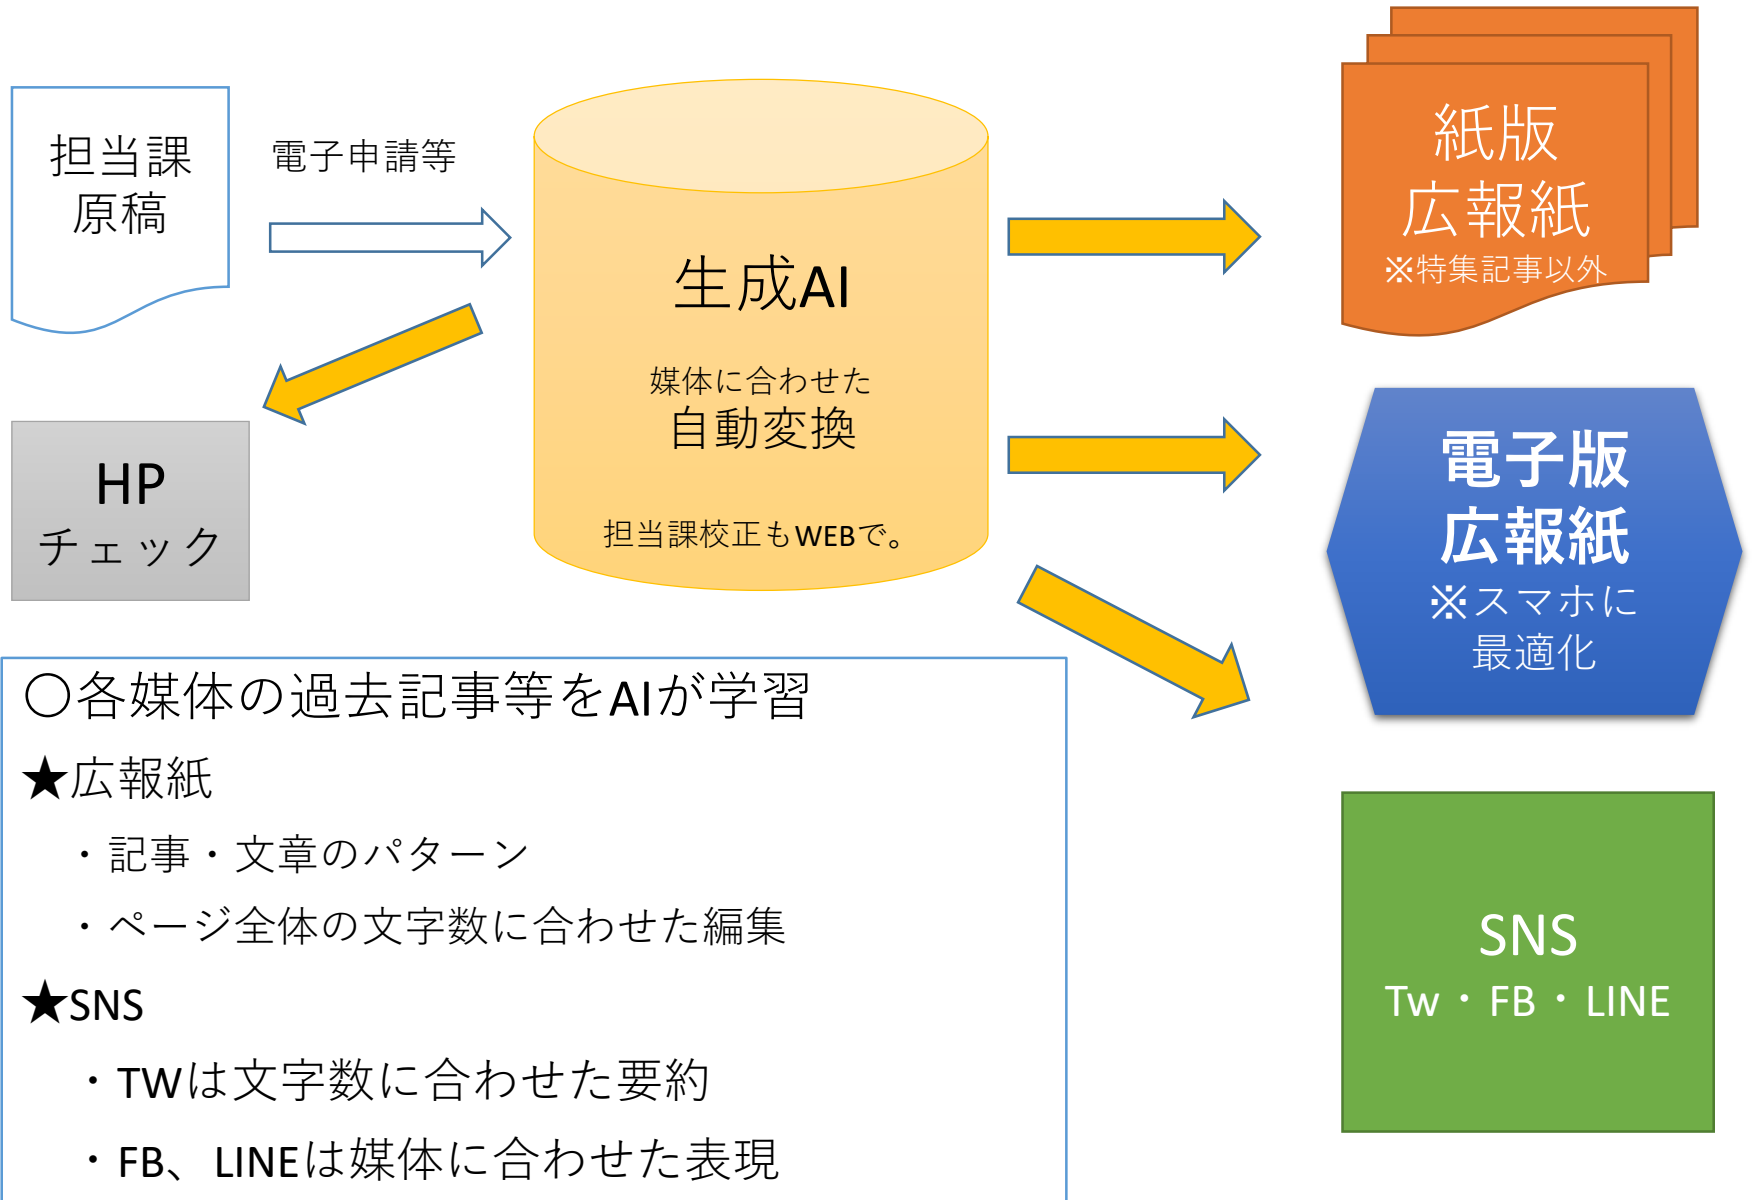 担当課
原稿
電子申請等
HP
チェック
生成AI
媒体に合わせた
自動変換
担当課校正もWEBで。
紙版
広報紙
※特集記事以外
電子版
広報紙
※スマホに
最適化
SNS
Tw・FB・LINE
〇各媒体の過去記事等をAIが学習
★広報紙
・記事・文章のパターン
・ページ全体の文字数に合わせた編集
★SNS
・TWは文字数に合わせた要約
・FB、LINEは媒体に合わせた表現